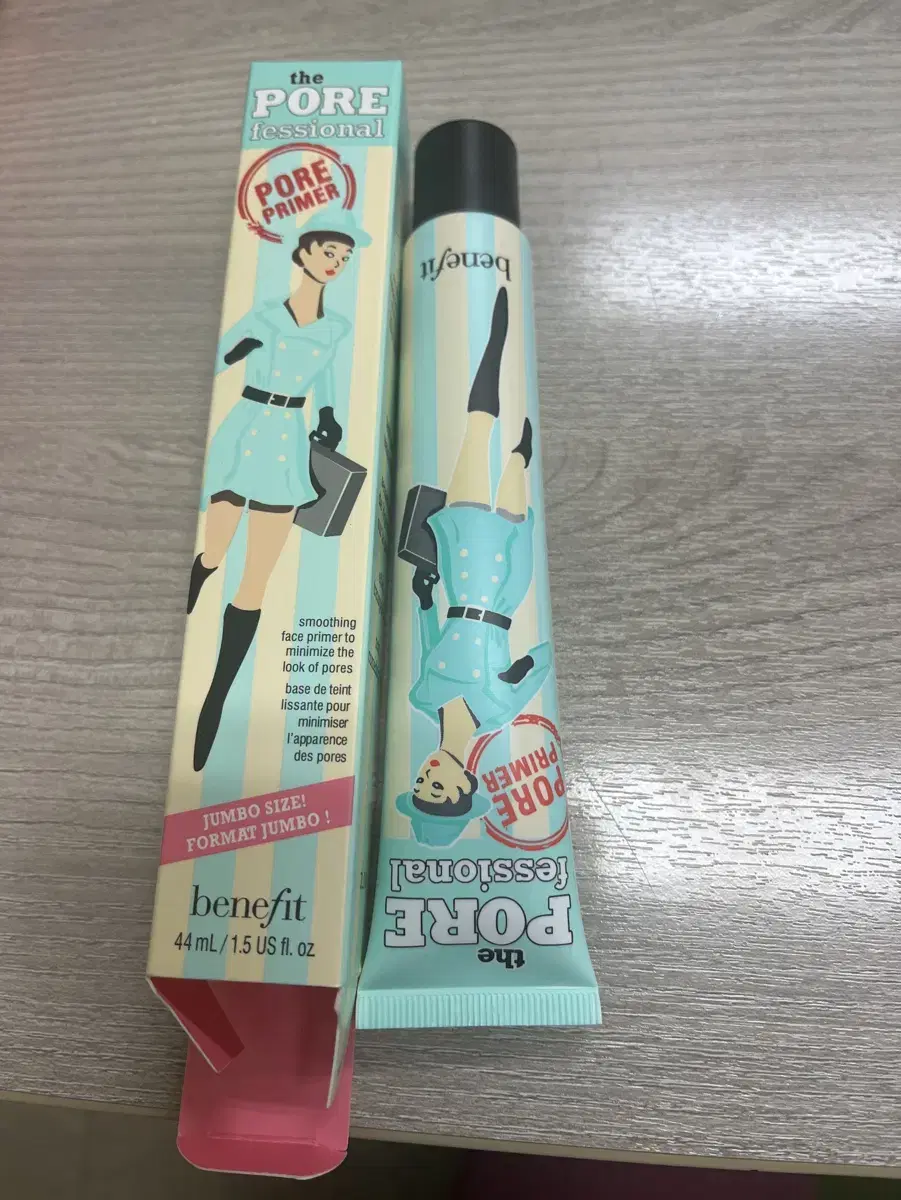 the
PORE
fessional
PORE
PRIMER
smoothing
face primer to
minimize the
look of pores
base de teint
lissante pour
minimiser
l'apparence
des pores
JUMBO SIZE!
FORMAT JUMBO !
benefit
44 mL / 1.5 US fl. oz
the
PORE
fessional
PORE
PRIMER
benefit